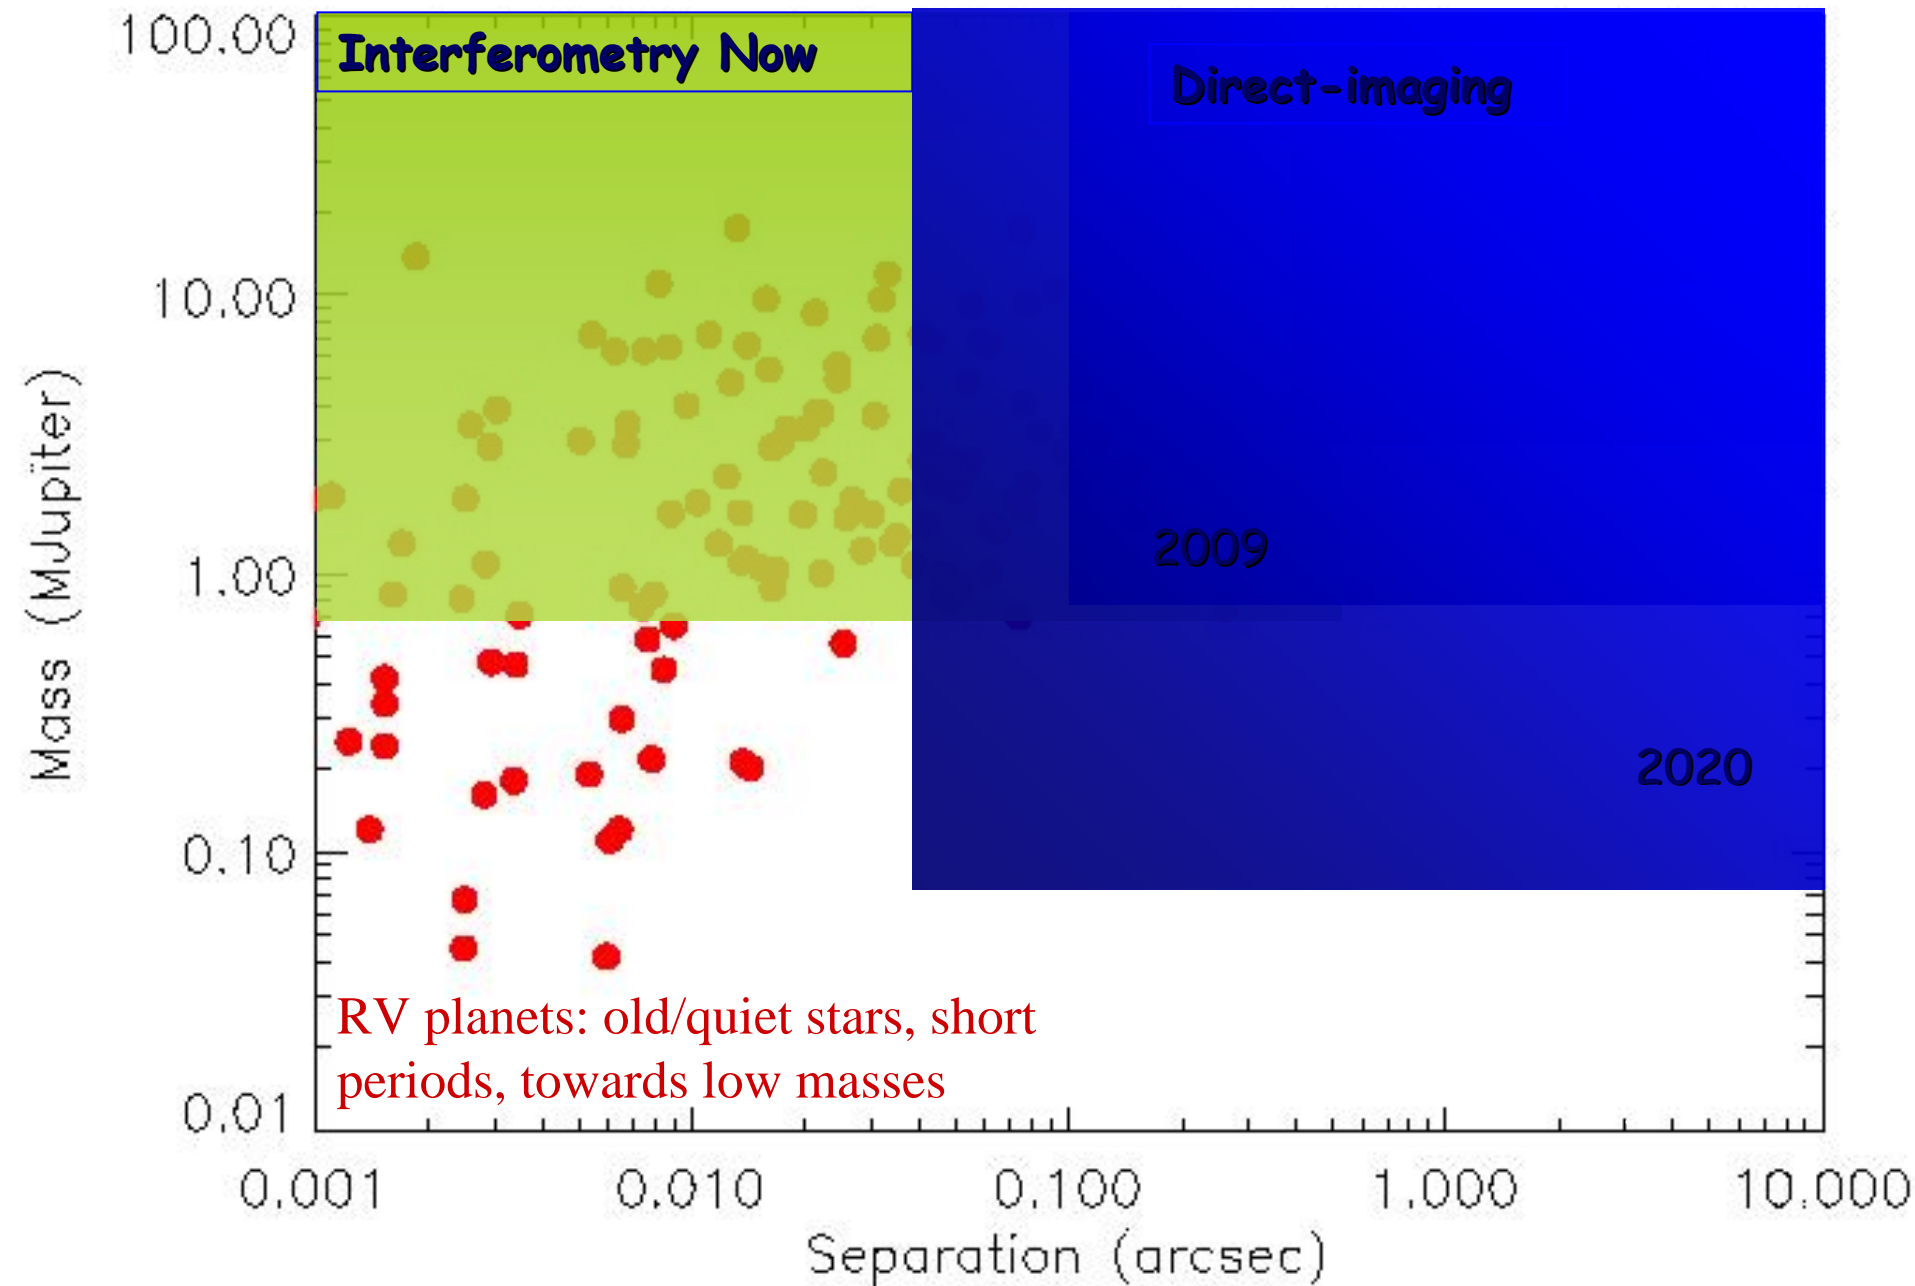 100.00
Interferometry Now
Direct-imaging
10.00
Mass (MJupiter)
1.00
2009
2020
0.10
RV planets: old/quiet stars, short
periods, towards low masses
0.01
0.001 0.010 0.100 1.000 10.000
Separation (arcsec)